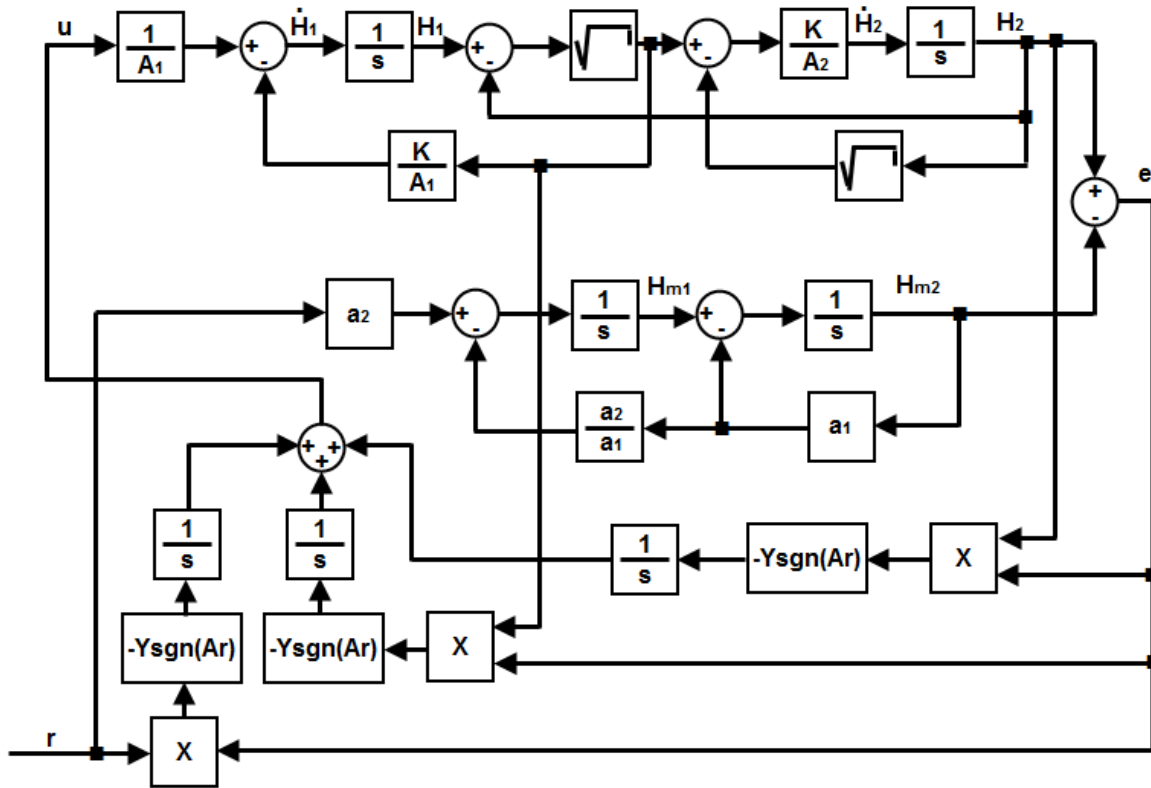 u
1
A1
+
-
Ḣ1
1
s
H1
+
-
+
-
K
A2
Ḣ2
1
s
H2
K
A1
+
-
e
a2
+
-
1
s
Hm1
+
-
1
s
Hm2
a2
a1
a1
+
+
+
1
s
1
s
1
s
-Ysgn(Ar)
X
-Ysgn(Ar)
-Ysgn(Ar)
X
r
X